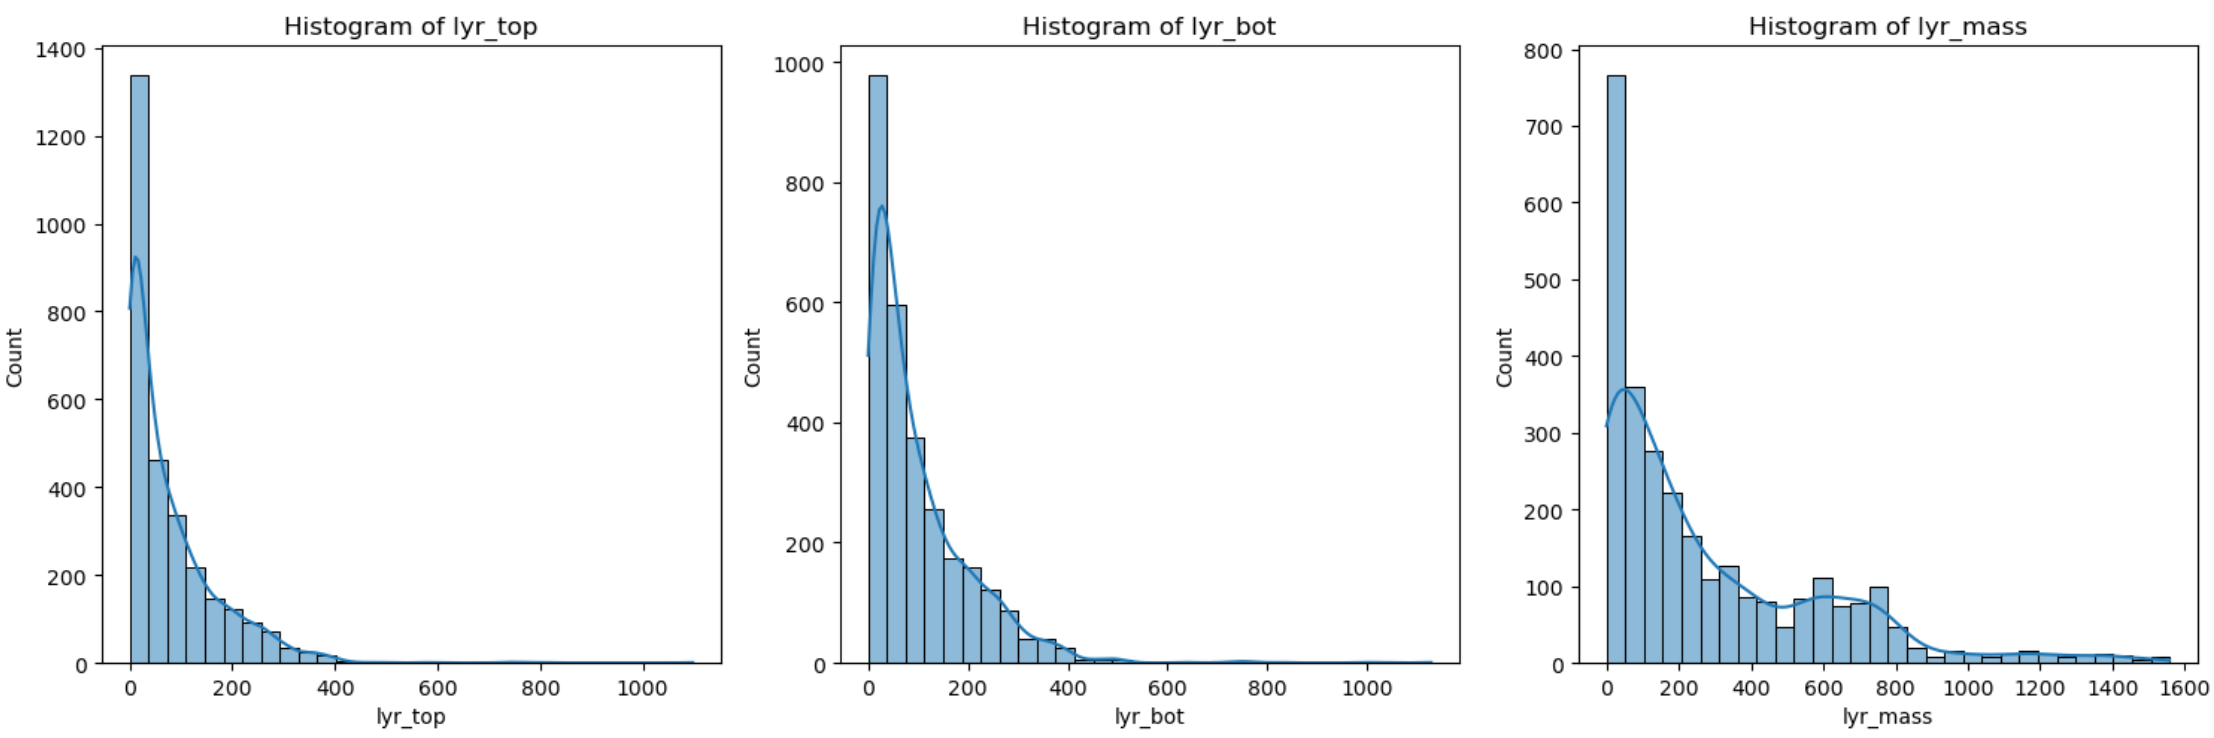 Histogram of lyr_top
1400
1200
1000
800
600
400
200
0
Count
0 200 400 600 800 1000
lyr_top
Histogram of lyr_bot
1000
800
600
400
200
0
Count
0 200 400 600 800 1000
lyr_bot
Histogram of lyr_mass
800
700
600
500
400
300
200
100
0
Count
0 200 400 600 800 1000 1200 1400 1600
lyr_mass